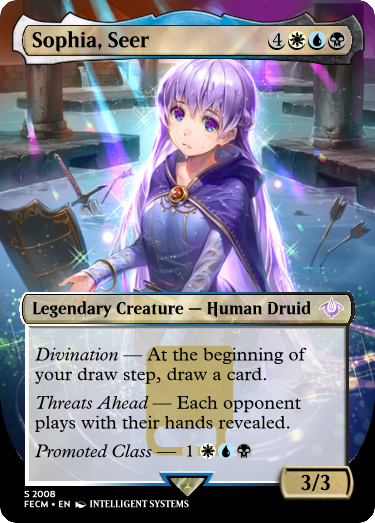 Sophia, Seer 4
Legendary Creature — Human Druid
Divination — At the beginning of
your draw step, draw a card.
Threats Ahead — Each opponent
plays with their hands revealed.
Promoted Class — 1
3/3
S 2008
FECM • EN INTELLIGENT SYSTEMS